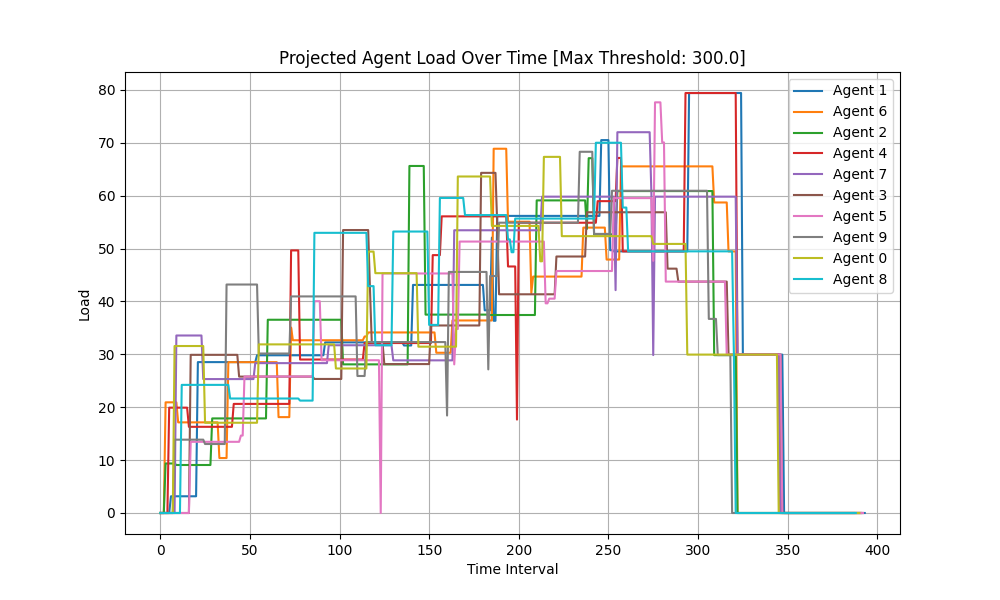 Projected Agent Load Over Time [Max Threshold: 300.0]
Load
80
70
60
50
40
30
20
10
0
Agent 1
Agent 6
Agent 2
Agent 4
Agent 7
Agent 3
Agent 5
Agent 9
Agent 0
Agent 8
0 50 100 150 200 250 300 350 400
Time Interval